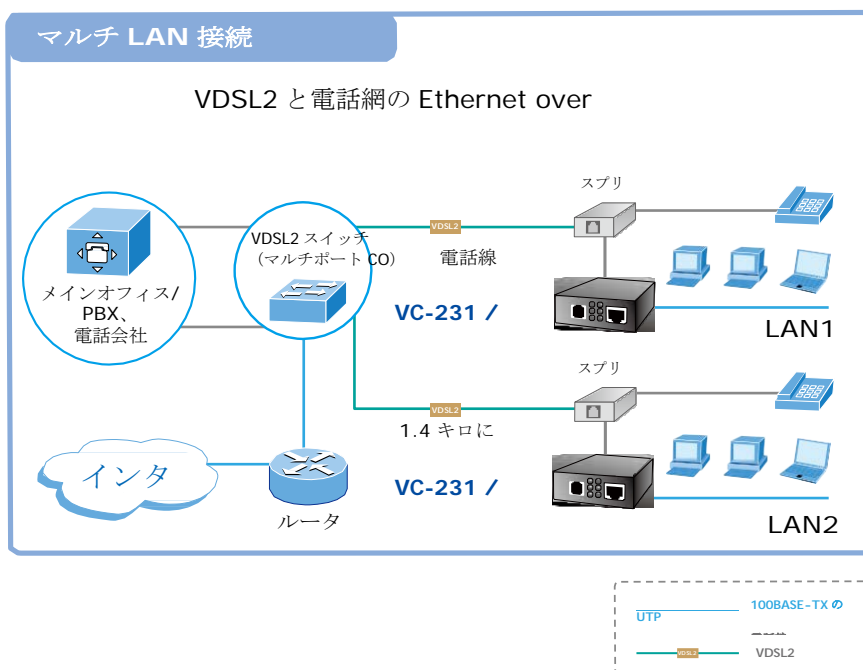 マルチ LAN 接続
VDSL2 と電話網の Ethernet over
スプリ
VDSL2
VDSL2 スイッチ
(マルチポート CO)
電話線
メインオフィス/
PBX、
電話会社
VC-231 /
LAN1
スプリ
VDSL2
1.4 キロに
インタ
VC-231 /
ルータ
LAN2
100BASE-TX の
UTP
VDSL2
VDSL2